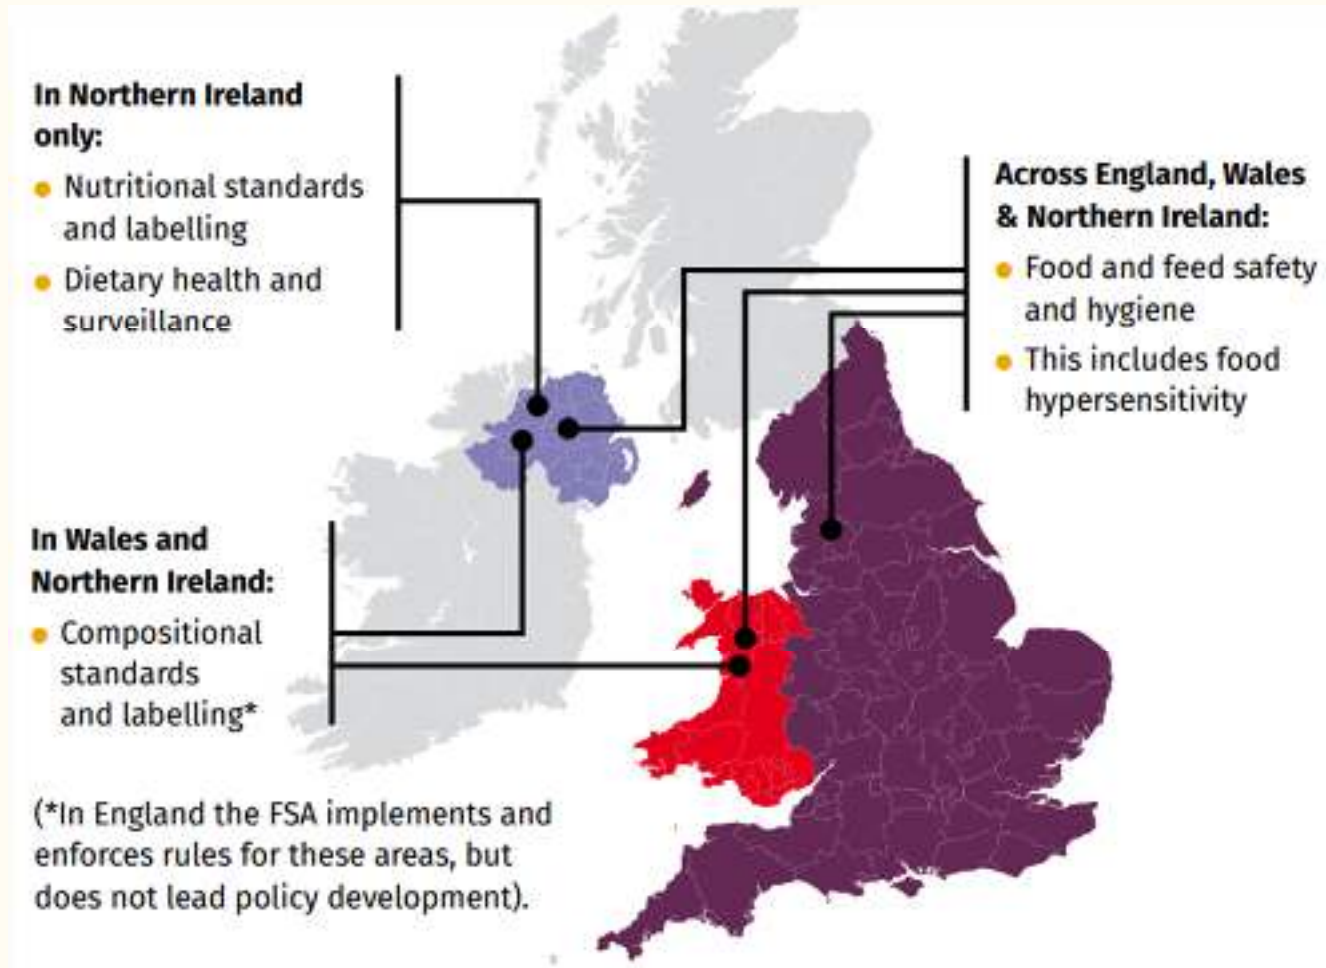 In Northern Ireland
only:
Nutritional standards
and labelling
Dietary health and
surveillance
Across England, Wales
& Northern Ireland:
Food and feed safety
and hygiene
This includes food
hypersensitivity
In Wales and
Northern Ireland:
Compositional
standards
and labelling*
(*In England the FSA implements and
enforces rules for these areas, but
does not lead policy development).